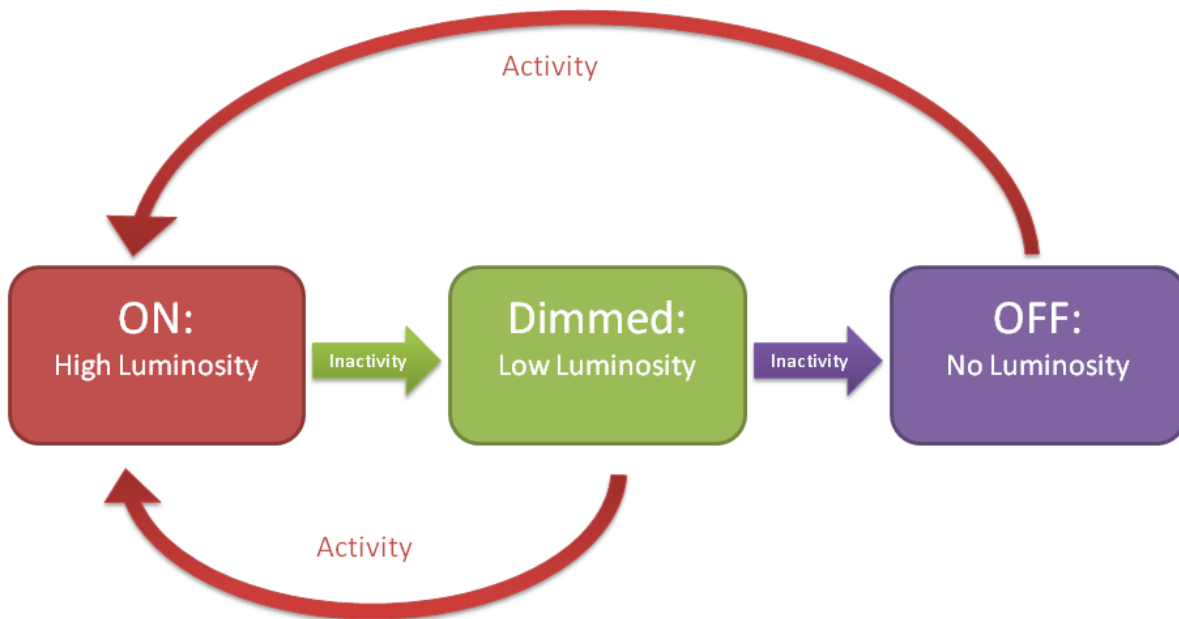 Activity
ON:
High Luminosity
Inactivity
Dimmed:
Low Luminosity
Inactivity
OFF:
No Luminosity
Activity